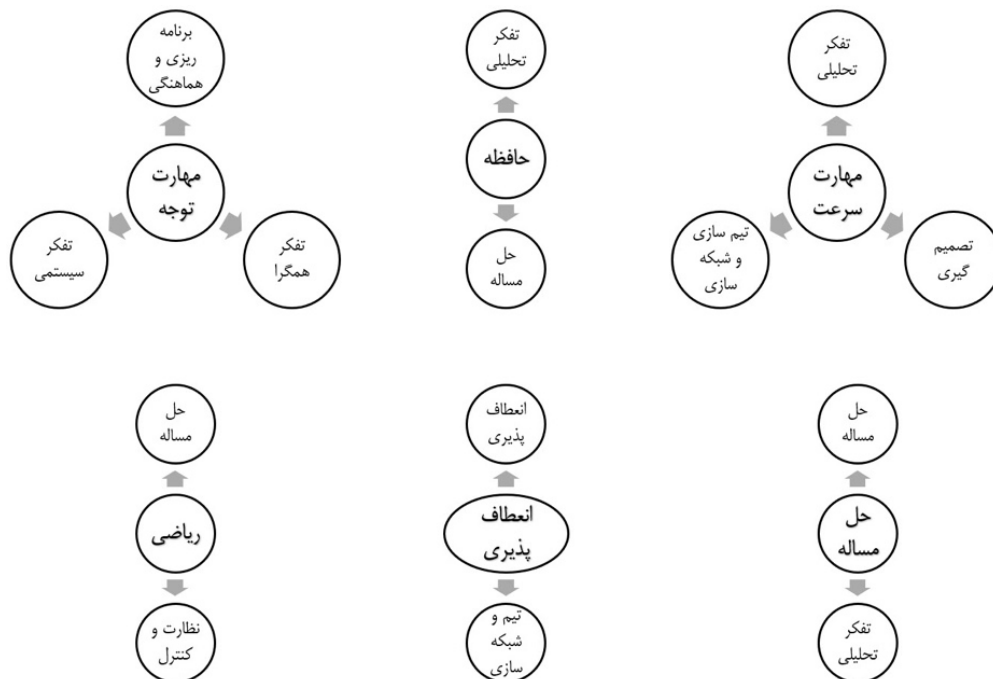 تفکر
تحلیلی
مهارت
سرعت
تصمیم
گیری
تیم سازی
و شبکه
سازی
تفکر
تحلیلی
حافظه
حل
مساله
برنامه
ریزی و
هماهنگی
مهارت
توجه
تفکر
همگرا
تفکر
سیستمی
حل
مساله
حل
مساله
تفکر
تحلیلی
انعطاف
پذیری
انعطاف
پذیری
تیم و
شبکه
سازی
حل
مساله
ریاضی
نظارت و
کنترل